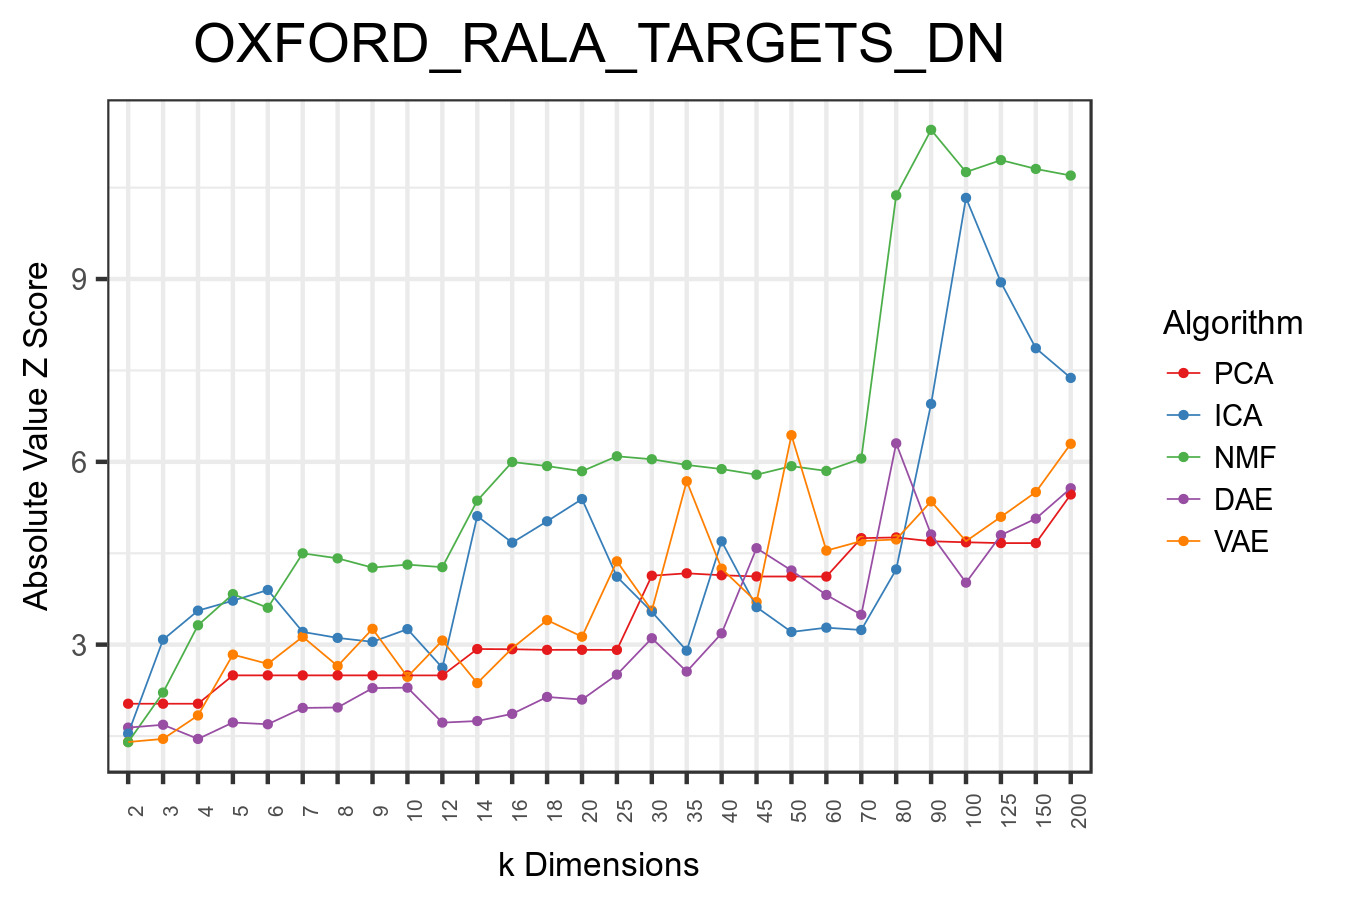 OXFORD_RALA_TARGETS_DN
Absolute Value Z Score
9
6
3
2 3 4 5 6 7 8 9 10 12 14 16 18 20 25 30 35 40 45 50 60 70 80 90 100 125 150 200
k Dimensions
Algorithm
PCA
ICA
NMF
DAE
VAE